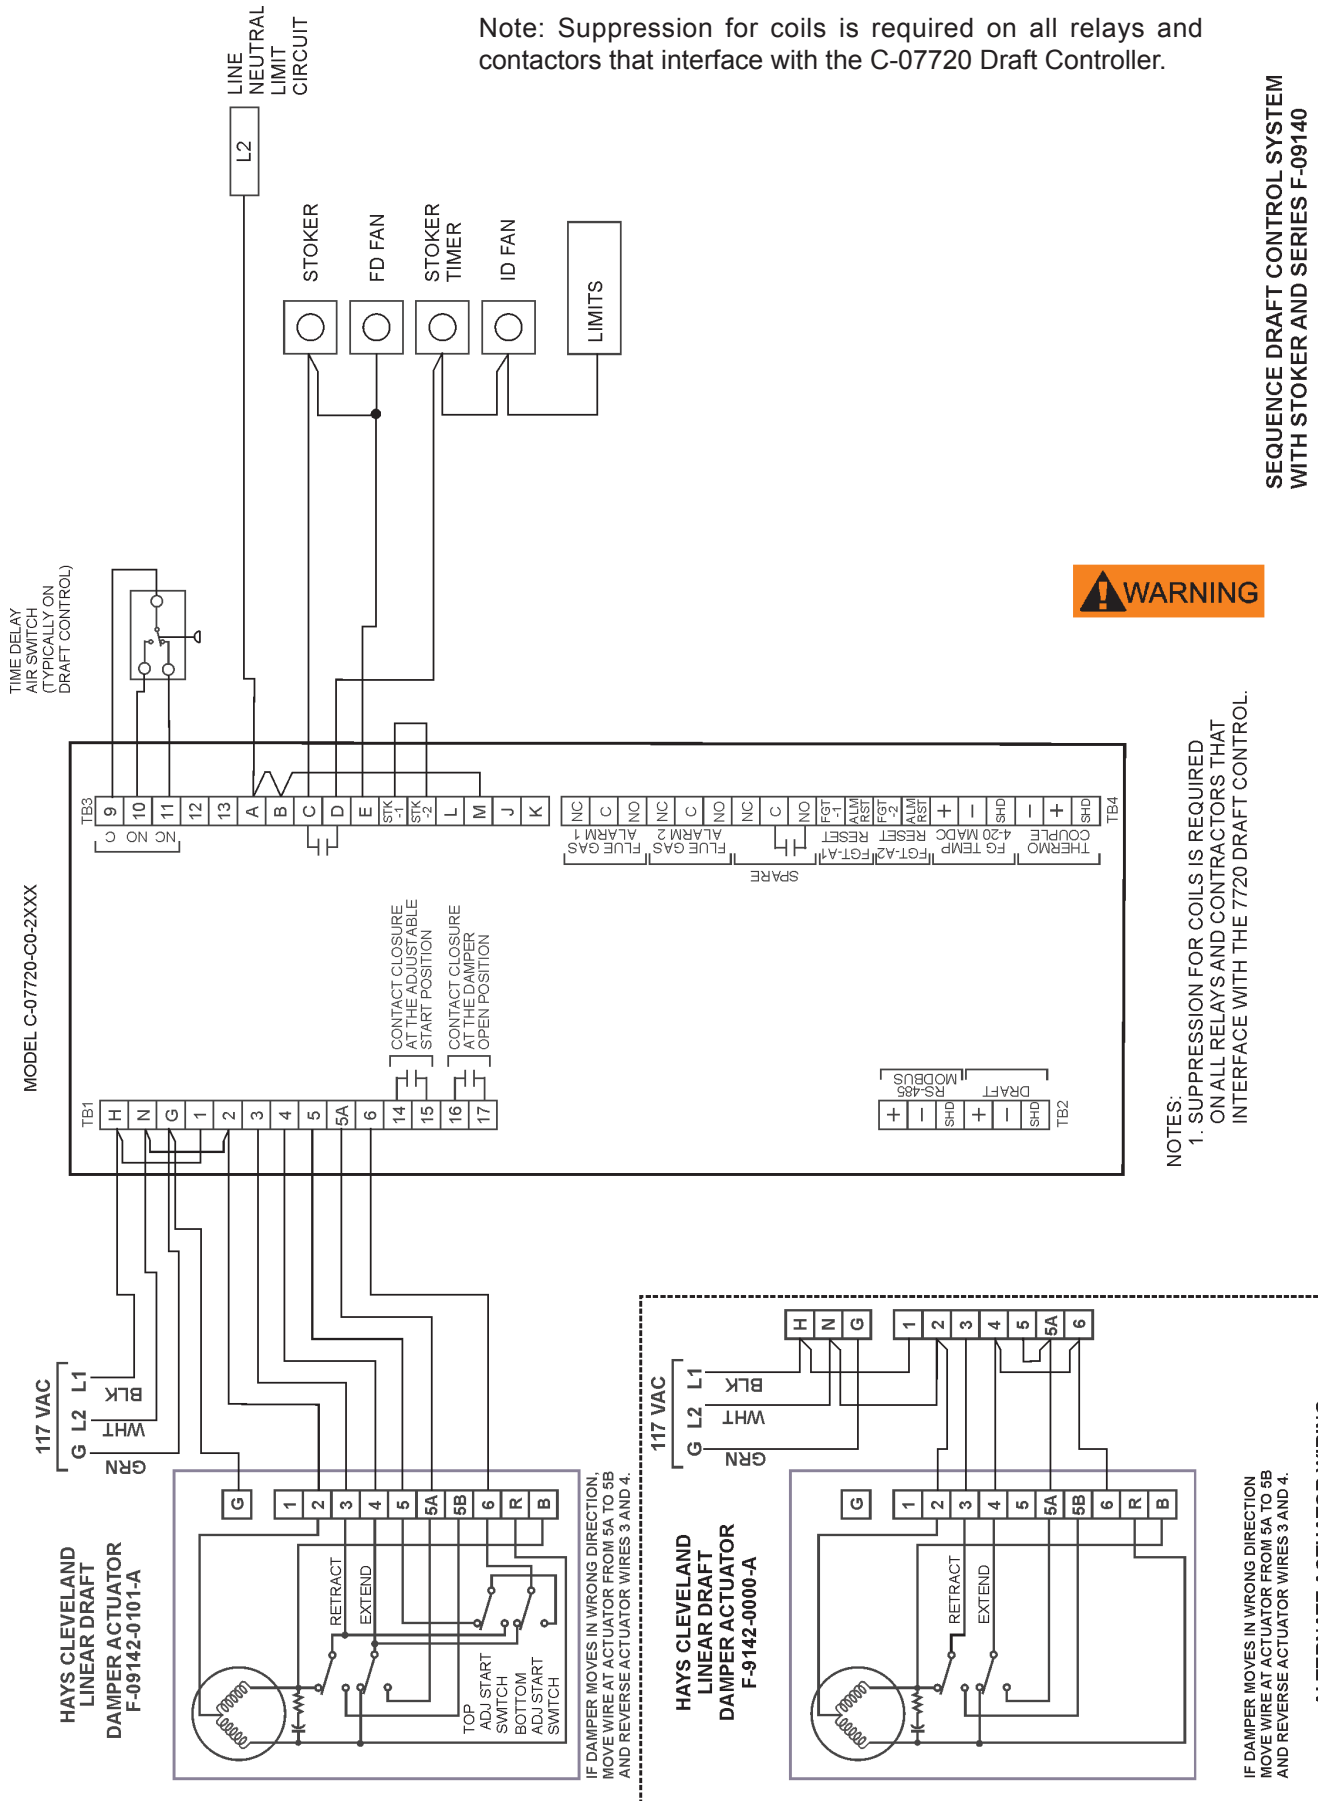 Note: Suppression for coils is required on all relays and
contactors that interface with the C-07720 Draft Controller.
SEQUENCE DRAFT CONTROL SYSTEM
WITH STOKER AND SERIES F-09140
WARNING
LINE
NEUTRAL
LIMIT
CIRCUIT
L2
STOKER
FD FAN
STOKER
TIMER
ID FAN
LIMITS
TIME DELAY
AIR SWITCH
(TYPICALLY ON
DRAFT CONTROL)
MODEL C-07720-C0-2XXX
TB3
9
10
11
12
13
A
B
C
D
E
STK
-1
STK
-2
L
M
J
K
C
NO
NC
NC
C
NO
NC
C
NO
NC
C
NO
FGT
-1
ALM
RST
FGT
-2
ALM
RST
+
−
SHD
−
+
SHD
TB4
FLUE GAS
ALARM 1
FLUE GAS
ALARM 2
SPARE
FGT-A1
RESET
FGT-A2
RESET
FG TEMP
4-20 MADC
THERMO
COUPLE
TB1
H
N
G
1
2
3
4
5
5A
6
14
15
16
17
CONTACT CLOSURE
AT THE ADJUSTABLE
START POSITION
CONTACT CLOSURE
AT THE DAMPER
OPEN POSITION
RS-485
MODBUS
DRAFT
+
−
SHD
+
−
SHD
TB2
NOTES:
1. SUPPRESSION FOR COILS IS REQUIRED
ON ALL RELAYS AND CONTRACTORS THAT
INTERFACE WITH THE 7720 DRAFT CONTROL.
117 VAC
G L2 L1
GRN
WHT
BLK
HAYS CLEVELAND
LINEAR DRAFT
DAMPER ACTUATOR
F-09142-0101-A
G
1
2
3
4
5
5A
5B
6
R
B
RETRACT
EXTEND
TOP
ADJ START
SWITCH
BOTTOM
ADJ START
SWITCH
IF DAMPER MOVES IN WRONG DIRECTION,
MOVE WIRE AT ACTUATOR FROM 5A TO 5B
AND REVERSE ACTUATOR WIRES 3 AND 4.
117 VAC
G L2 L1
GRN
WHT
BLK
H
N
G
1
2
3
4
5
5A
6
HAYS CLEVELAND
LINEAR DRAFT
DAMPER ACTUATOR
F-9142-0000-A
G
1
2
3
4
5
5A
5B
6
R
B
RETRACT
EXTEND
IF DAMPER MOVES IN WRONG DIRECTION
MOVE WIRE AT ACTUATOR FROM 5A TO 5B
AND REVERSE ACTUATOR WIRES 3 AND 4.
ALTERNATE ACTUATOR WIRING